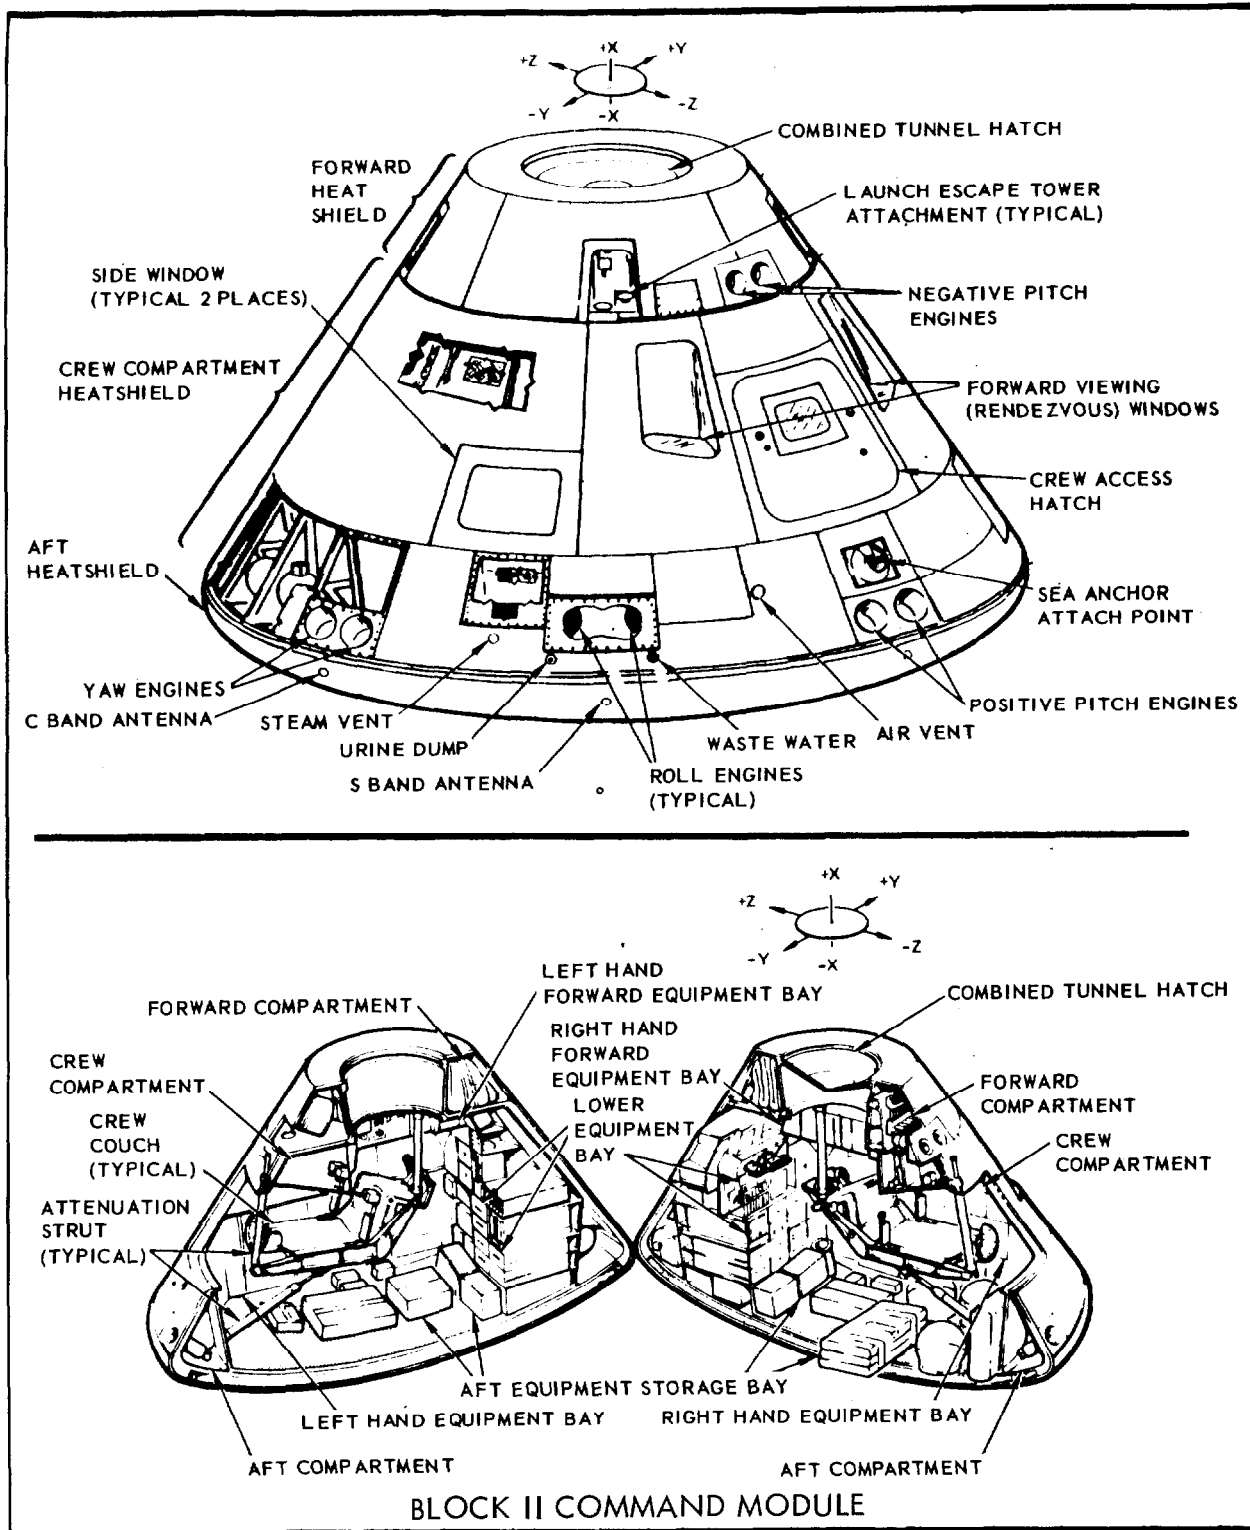 +X
+Y
+Z
-Y
-X
-Z
COMBINED TUNNEL HATCH
FORWARD
HEAT
SHIELD
LAUNCH ESCAPE TOWER
ATTACHMENT (TYPICAL)
SIDE WINDOW
(TYPICAL 2 PLACES)
NEGATIVE PITCH
ENGINES
CREW COMPARTMENT
HEATSHIELD
FORWARD VIEWING
(RENDEZVOUS) WINDOWS
CREW ACCESS
HATCH
AFT
HEATSHIELD
SEA ANCHOR
ATTACH POINT
YAW ENGINES
C BAND ANTENNA
STEAM VENT
URINE DUMP
S BAND ANTENNA
ROLL ENGINES
(TYPICAL)
WASTE WATER
AIR VENT
POSITIVE PITCH ENGINES
+X
+Y
+Z
-Y
-X
-Z
LEFT HAND
FORWARD EQUIPMENT BAY
FORWARD COMPARTMENT
RIGHT HAND
FORWARD
EQUIPMENT BAY
COMBINED TUNNEL HATCH
CREW
COMPARTMENT
CREW
COUCH
(TYPICAL)
LOWER
EQUIPMENT
BAY
FORWARD
COMPARTMENT
CREW
COMPARTMENT
ATTENUATION
STRUT
(TYPICAL)
AFT EQUIPMENT STORAGE BAY
LEFT HAND EQUIPMENT BAY
RIGHT HAND EQUIPMENT BAY
AFT COMPARTMENT
AFT COMPARTMENT
BLOCK II COMMAND MODULE